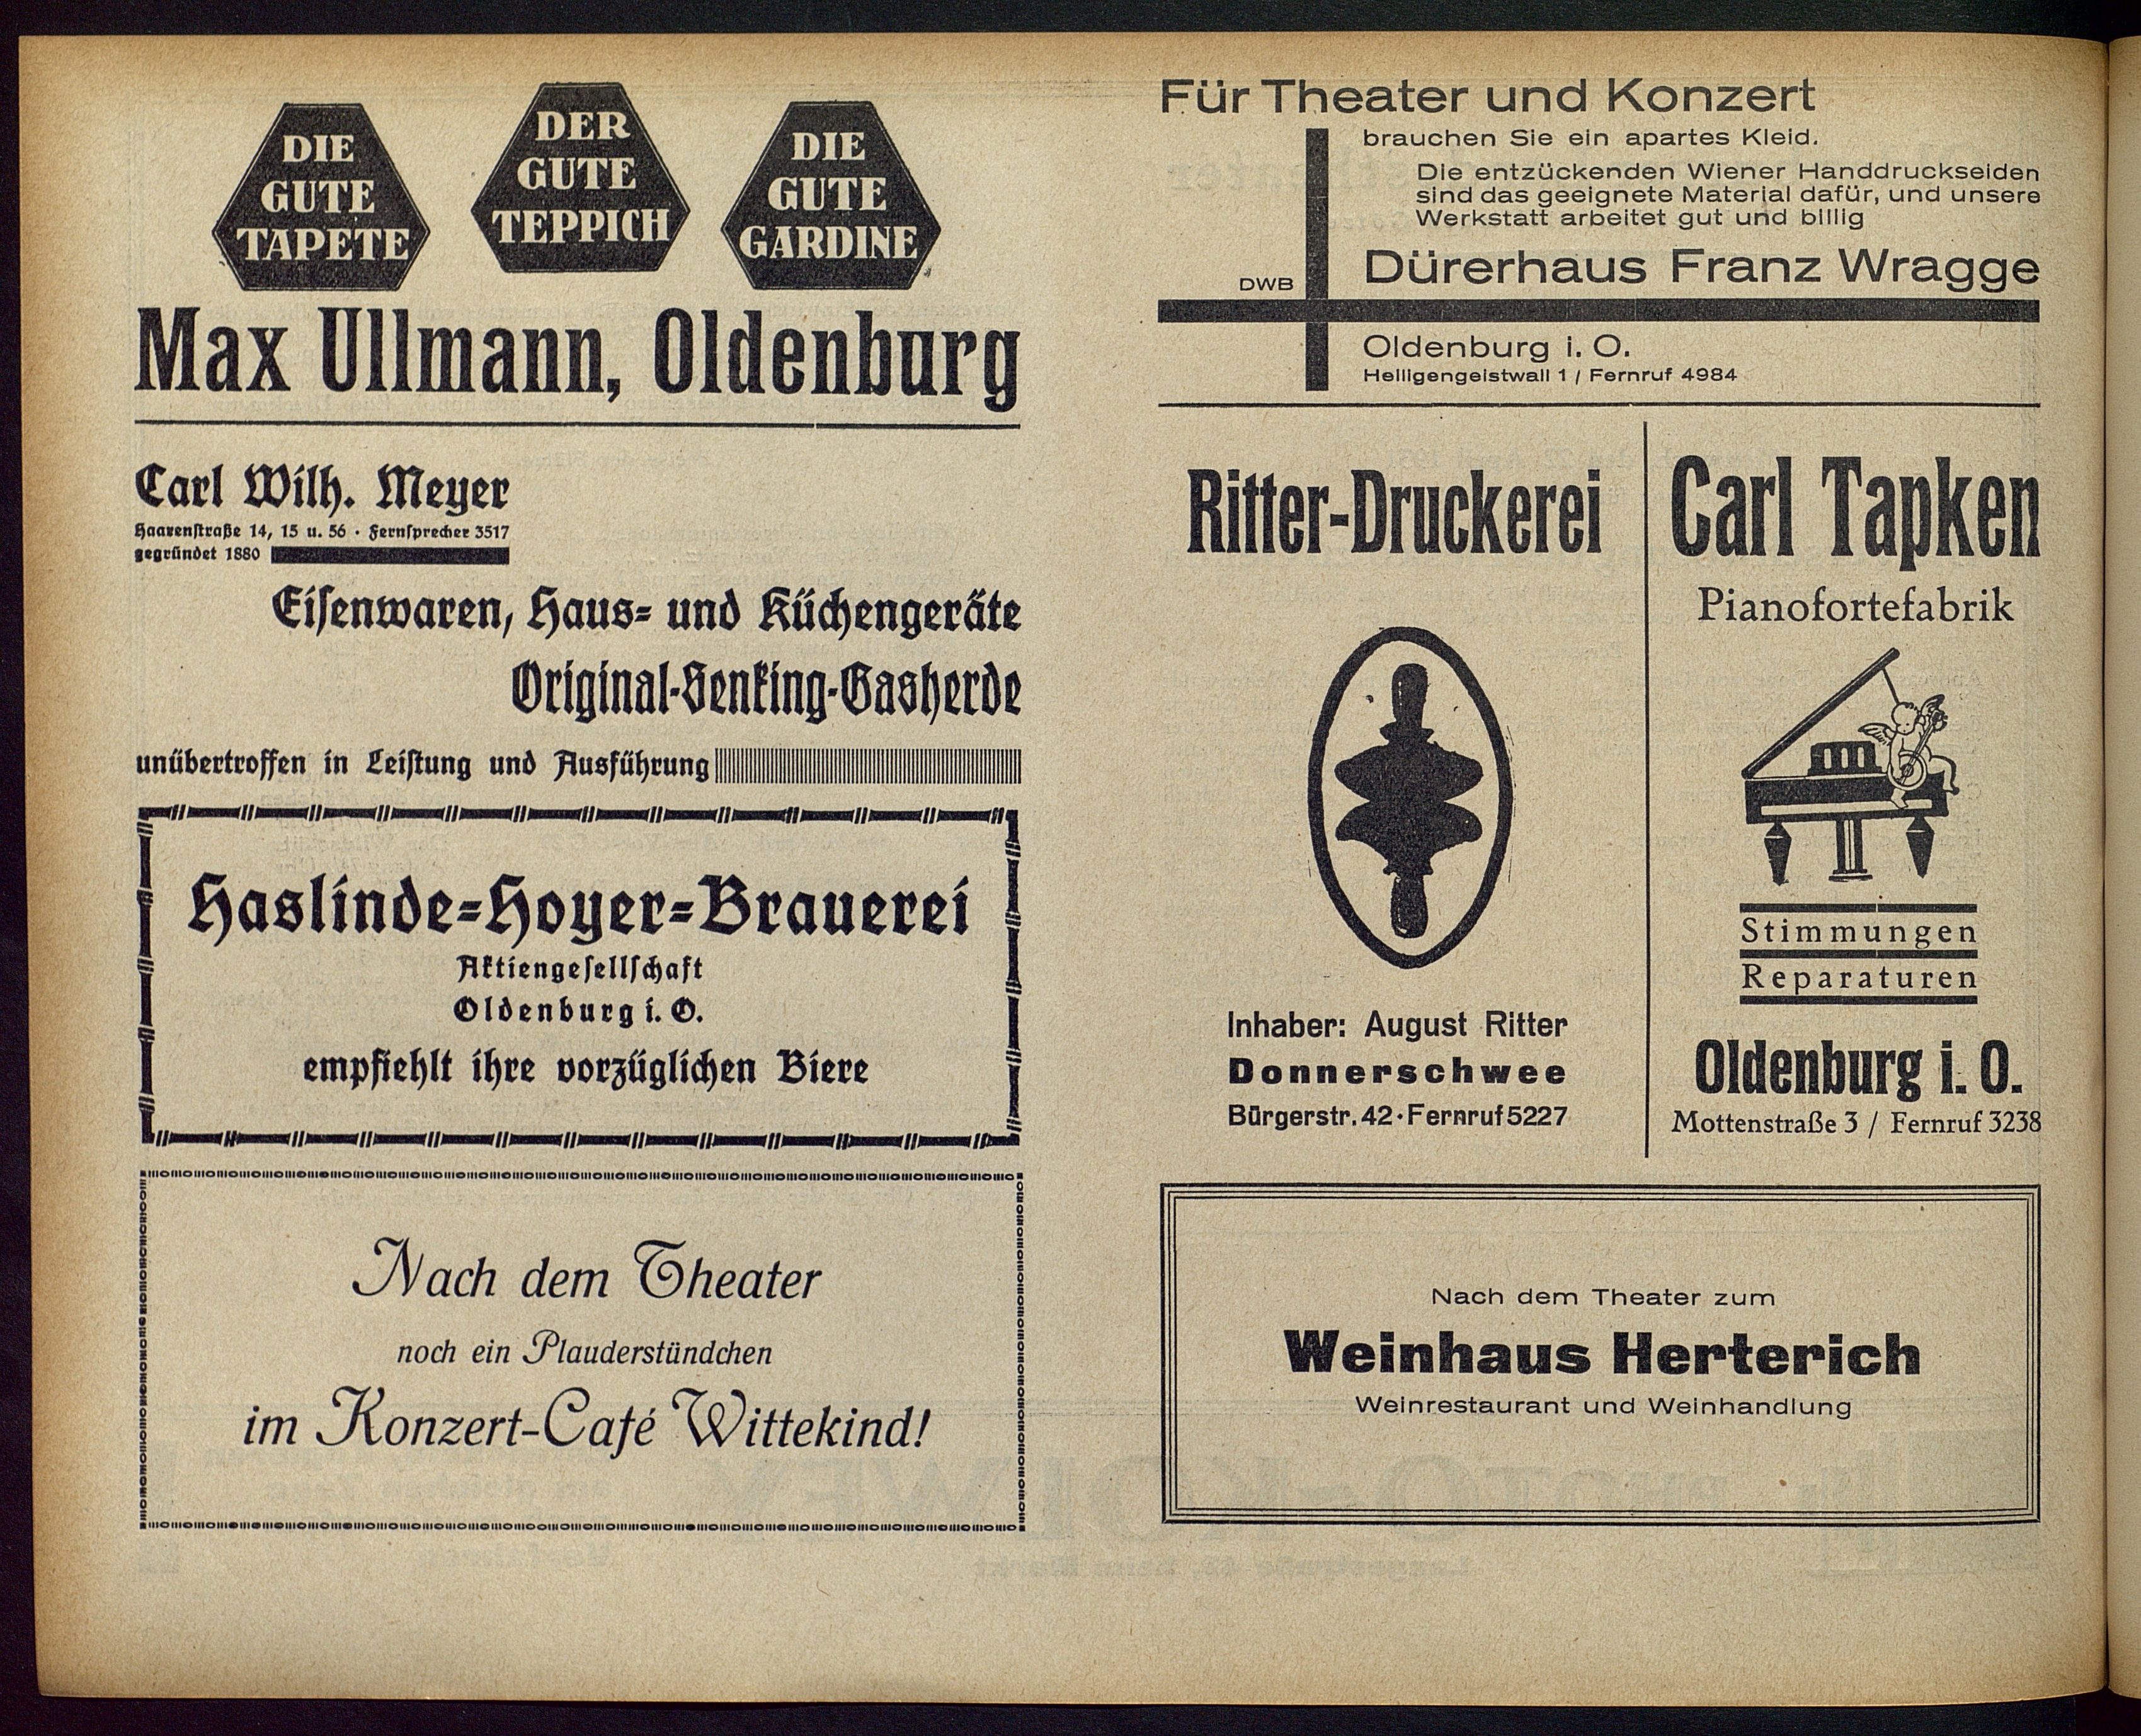 DIE
GUTE
TAPETE
DER
GUTE
TEPPICH
DIE
GUTE
GARDINE
Max Ullmann, Oldenburg
Carl Wilh. Meyer
Haarenſtraße 14, 15 u. 56 · Fernſprecher 3517
gegründet 1880
Eiſenwaren, Haus- und Küchengeräte
Original-Senking-Gasherde
unübertroffen in Leiſtung und Ausführung
Haslinde-Hoyer-Brauerei
Aktiengeſellſchaft
Oldenburg i. O.
empfiehlt ihre vorzüglichen Biere
Nach dem Theater
noch ein Plauderstündchen
im Konzert-Café Wittekind!
Für Theater und Konzert
brauchen Sie ein apartes Kleid.
Die entzückenden Wiener Handdruckseiden
sind das geeignete Material dafür, und unsere
Werkstatt arbeitet gut und billig
DWB
Dürerhaus Franz Wragge
Oldenburg i. O.
Heiligengeistwall 1 / Fernruf 4984
Ritter-Druckerei
Inhaber: August Ritter
Donnerschwee
Bürgerstr. 42 · Fernruf 5227
Carl Tapken
Pianofortefabrik
Stimmungen
Reparaturen
Oldenburg i. O.
Mottenstraße 3 / Fernruf 3238
Nach dem Theater zum
Weinhaus Herterich
Weinrestaurant und Weinhandlung